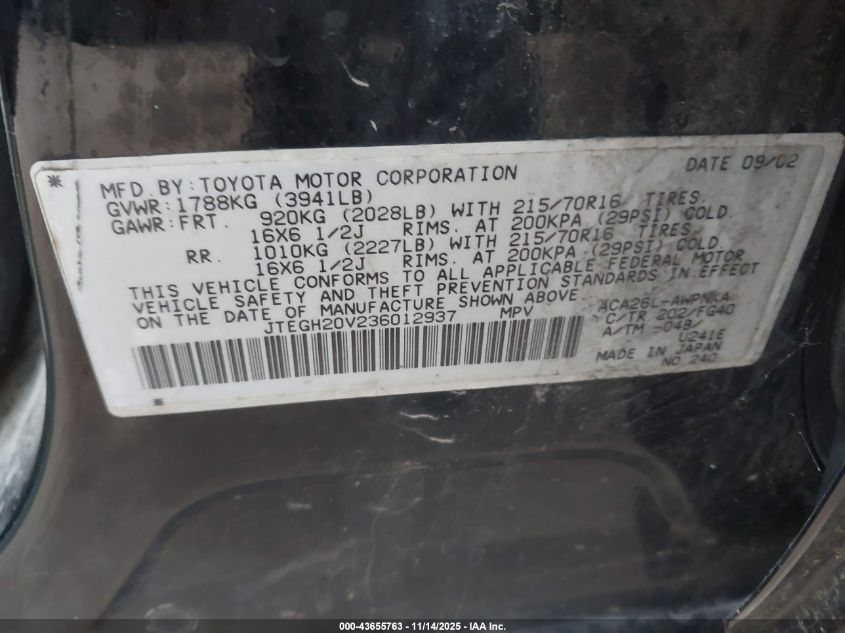 DATE 09/02
MFD. BY: TOYOTA MOTOR CORPORATION
GVWR: 1788KG (3941LB)
GAWR: FRT. 920KG (2028LB) WITH 215/70R16 TIRES
16X6 1/2J RIMS. AT 200KPA (29PSI) COLD.
RR. 1010KG (2227LB) WITH 215/70R16 TIRES
16X6 1/2J RIMS. AT 200KPA (29PSI) COLD.
THIS VEHICLE CONFORMS TO ALL APPLICABLE FEDERAL MOTOR
VEHICLE SAFETY AND THEFT PREVENTION STANDARDS IN EFFECT
ON THE DATE OF MANUFACTURE SHOWN ABOVE.
JTEGH20V236012937 MPV
ACA26L-AWPNKA
C/TR 202/FG40
A/TM -04B/
U241E
MADE IN JAPAN
NO 240
000-43655763 - 11/14/2025 - IAA Inc.